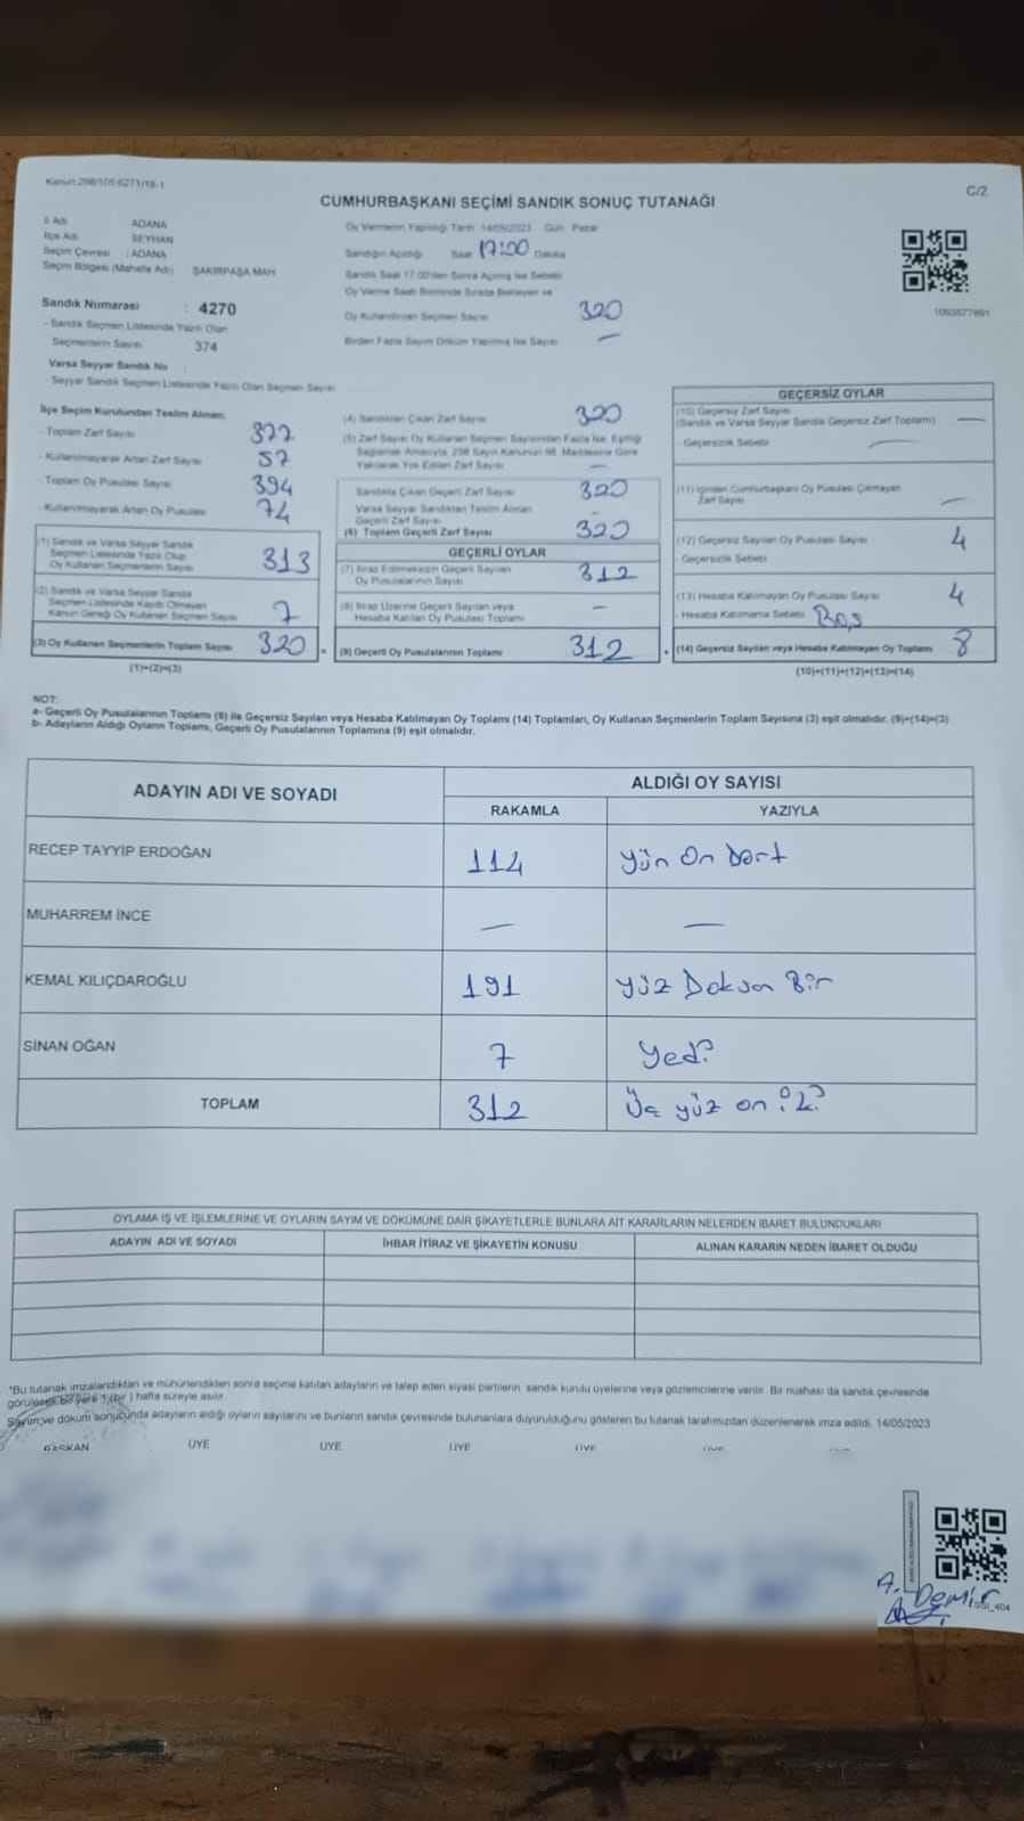 Kanun:298/105-6271/18-1
C/2
CUMHURBAŞKANI SEÇİMİ SANDIK SONUÇ TUTANAĞI
İl Adı ADANA
İlçe Adı SEYHAN
Seçim Çevresi : ADANA
Seçim Bölgesi (Mahalle Adı) ŞAKİRPAŞA MAH
Oy Vermenin Yapıldığı Tarih 14/05/2023 Gün Pazar
Sandığın Açıldığı Saat 17:00 Dakika
Sandık Saat 17.00'den Sonra Açılmış İse Sebebi
Oy Verme Saati Bitiminde Sırada Bekleyen ve
Oy Kullandırılan Seçmen Sayısı 320
Birden Fazla Sayım Döküm Yapılmış İse Sayısı —
Sandık Numarası : 4270
- Sandık Seçmen Listesinde Yazılı Olan
Seçmenlerin Sayısı 374
Varsa Seyyar Sandık No :
- Seyyar Sandık Seçmen Listesinde Yazılı Olan Seçmen Sayısı
İlçe Seçim Kurulundan Teslim Alınan:
- Toplam Zarf Sayısı 377
- Kullanılmayarak Artan Zarf Sayısı 57
- Toplam Oy Pusulası Sayısı 394
- Kullanılmayarak Artan Oy Pusulası 74
(1) Sandık ve Varsa Seyyar Sandık
Seçmen Listesinde Yazılı Olup
Oy Kullanan Seçmenlerin Sayısı 313
(2) Sandık ve Varsa Seyyar Sandık
Seçmen Listesinde Kayıtlı Olmayan
Kanun Gereği Oy Kullanan Seçmen Sayısı 7
(3) Oy Kullanan Seçmenlerin Toplam Sayısı 320
(1)+(2)=(3)
(4) Sandıktan Çıkan Zarf Sayısı 320
(5) Zarf Sayısı Oy Kullanan Seçmen Sayısından Fazla İse, Eşitliği
Sağlamak Amacıyla, 298 Sayılı Kanunun 98. Maddesine Göre
Yakılarak Yok Edilen Zarf Sayısı —
Sandıkta Çıkan Geçerli Zarf Sayısı 320
Varsa Seyyar Sandıktan Teslim Alınan
Geçerli Zarf Sayısı
(6) Toplam Geçerli Zarf Sayısı 320
GEÇERLİ OYLAR
(7) İtiraz Edilmeksizin Geçerli Sayılan
Oy Pusulalarının Sayısı 312
(8) İtiraz Üzerine Geçerli Sayılan veya
Hesaba Katılan Oy Pusulası Toplamı —
(9) Geçerli Oy Pusulalarının Toplamı 312
GEÇERSİZ OYLAR
(10) Geçersiz Zarf Sayısı
(Sandık ve Varsa Seyyar Sandık Geçersiz Zarf Toplamı) —
- Geçersizlik Sebebi —
(11) İçinden Cumhurbaşkanı Oy Pusulası Çıkmayan
Zarf Sayısı —
(12) Geçersiz Sayılan Oy Pusulası Sayısı 4
- Geçersizlik Sebebi
(13) Hesaba Katılmayan Oy Pusulası Sayısı 4
- Hesaba Katılmama Sebebi Boş
(14) Geçersiz Sayılan veya Hesaba Katılmayan Oy Toplamı 8
(10)+(11)+(12)+(13)=(14)
NOT:
a- Geçerli Oy Pusulalarının Toplamı (9) ile Geçersiz Sayılan veya Hesaba Katılmayan Oy Toplamı (14) Toplamları, Oy Kullanan Seçmenlerin Toplam Sayısına (3) eşit olmalıdır. (9)+(14)=(3)
b- Adayların Aldığı Oyların Toplamı, Geçerli Oy Pusulalarının Toplamına (9) eşit olmalıdır.
ADAYIN ADI VE SOYADI
ALDIĞI OY SAYISI
RAKAMLA YAZIYLA
RECEP TAYYİP ERDOĞAN 114 yün On Dört
MUHARREM İNCE — —
KEMAL KILIÇDAROĞLU 191 yüz Doksan Bir
SİNAN OĞAN 7 Yedi
TOPLAM 312 Üç yüz on iki
OYLAMA İŞ VE İŞLEMLERİNE VE OYLARIN SAYIM VE DÖKÜMÜNE DAİR ŞİKAYETLERLE BUNLARA AİT KARARLARIN NELERDEN İBARET BULUNDUKLARI
ADAYIN ADI VE SOYADI İHBAR İTİRAZ VE ŞİKAYETİN KONUSU ALINAN KARARIN NEDEN İBARET OLDUĞU
*Bu tutanak imzalandıktan ve mühürlendikten sonra seçime katılan adayların ve talep eden siyasi partilerin sandık kurulu üyelerine veya gözlemcilerine verilir. Bir nüshası da sandık çevresinde
görülecek bir yere 1 (bir) hafta süreyle asılır.
Sayım ve döküm sonucunda adayların aldığı oyların sayılarını ve bunların sandık çevresinde bulunanlara duyurulduğunu gösteren bu tutanak tarafımızdan düzenlenerek imza edildi. 14/05/2023
BAŞKAN ÜYE ÜYE ÜYE ÜYE
A. Demir